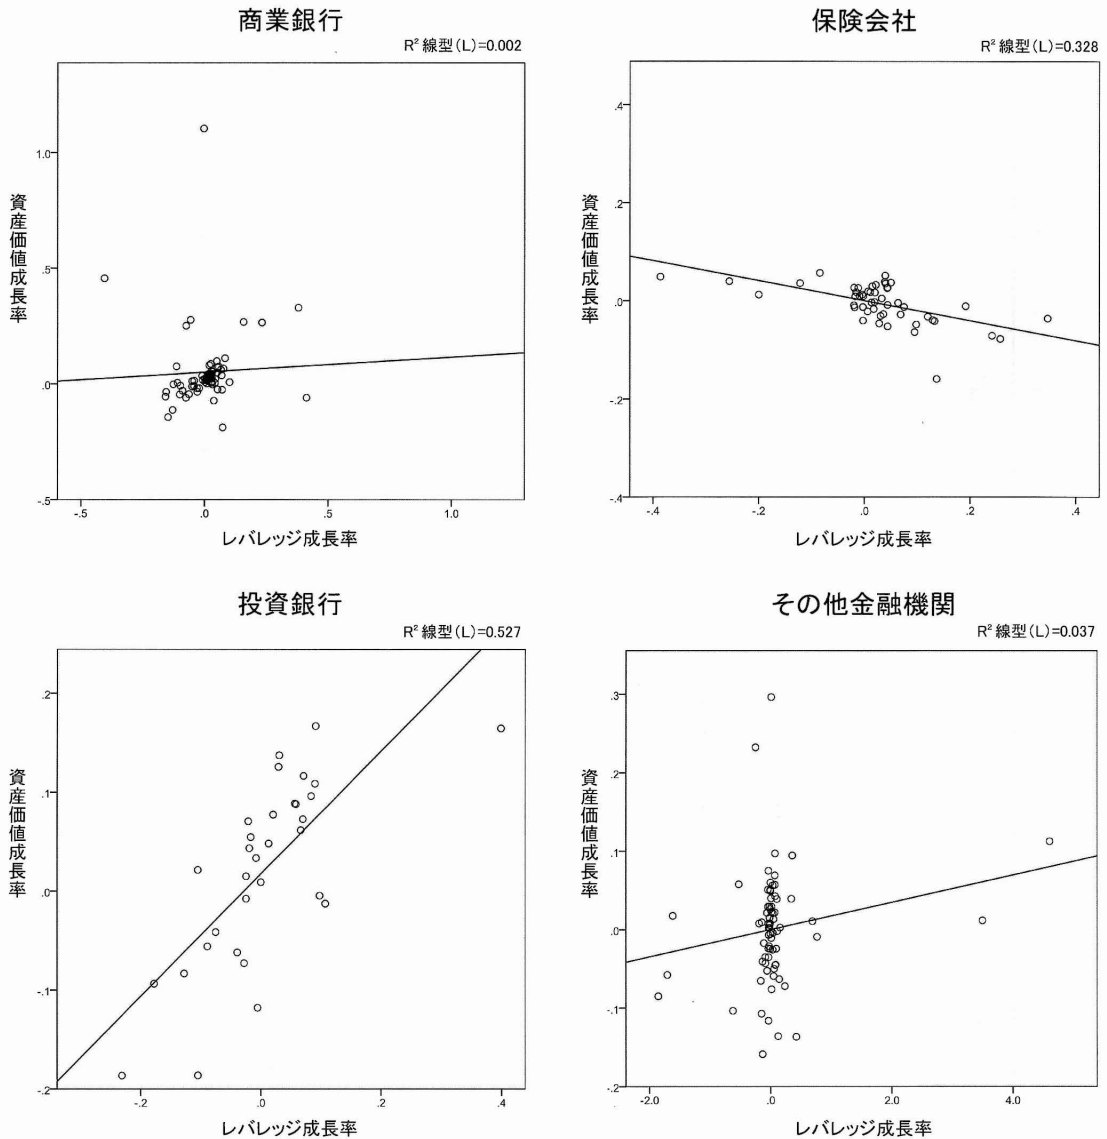 商業銀行
R² 線型(L)=0.002
1.0
.5
.0
-.5
-.5 .0 .5 1.0
資産価値成長率
レバレッジ成長率
保険会社
R² 線型(L)=0.328
.4
.2
.0
-.2
-.4
-.4 -.2 .0 .2 .4
資産価値成長率
レバレッジ成長率
投資銀行
R² 線型(L)=0.527
.2
.1
.0
-.1
-.2
-.2 .0 .2 .4
資産価値成長率
レバレッジ成長率
その他金融機関
R² 線型(L)=0.037
.3
.2
.1
.0
-.1
-.2
-2.0 .0 2.0 4.0
資産価値成長率
レバレッジ成長率